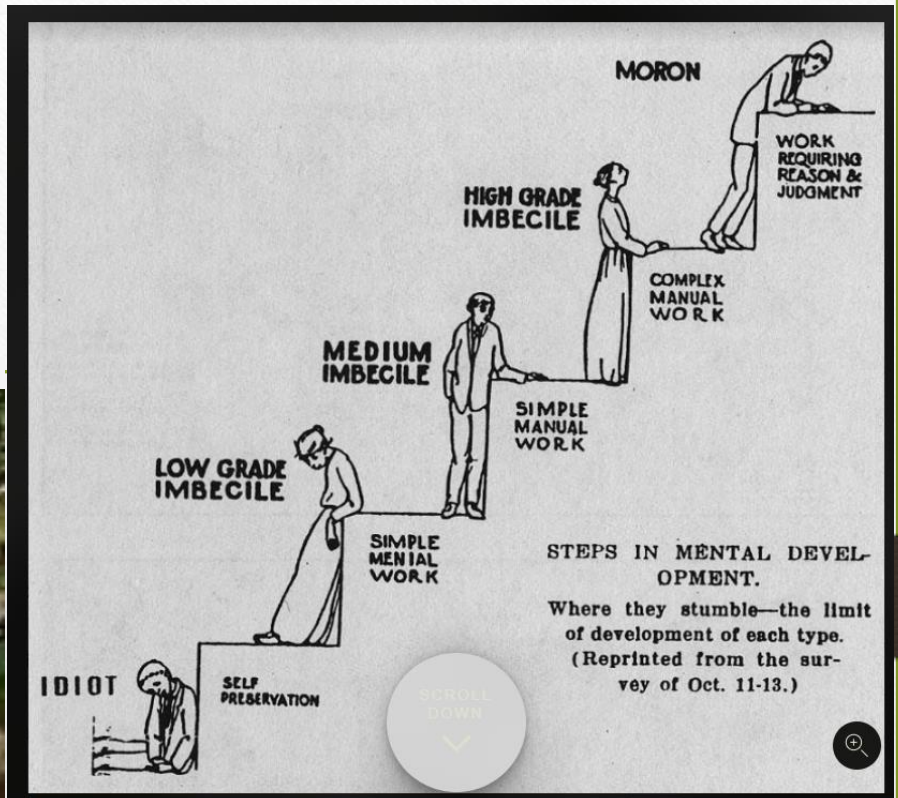 MORON
WORK
REQUIRING
REASON &
JUDGMENT
HIGH GRADE
IMBECILE
COMPLEX
MANUAL
WORK
MEDIUM
IMBECILE
SIMPLE
MANUAL
WORK
LOW GRADE
IMBECILE
SIMPLE
MENIAL
WORK
IDIOT
SELF
PRESERVATION
STEPS IN MENTAL DEVEL-
OPMENT.
Where they stumble—the limit
of development of each type.
(Reprinted from the sur-
vey of Oct. 11-13.)
SCROLL
DOWN